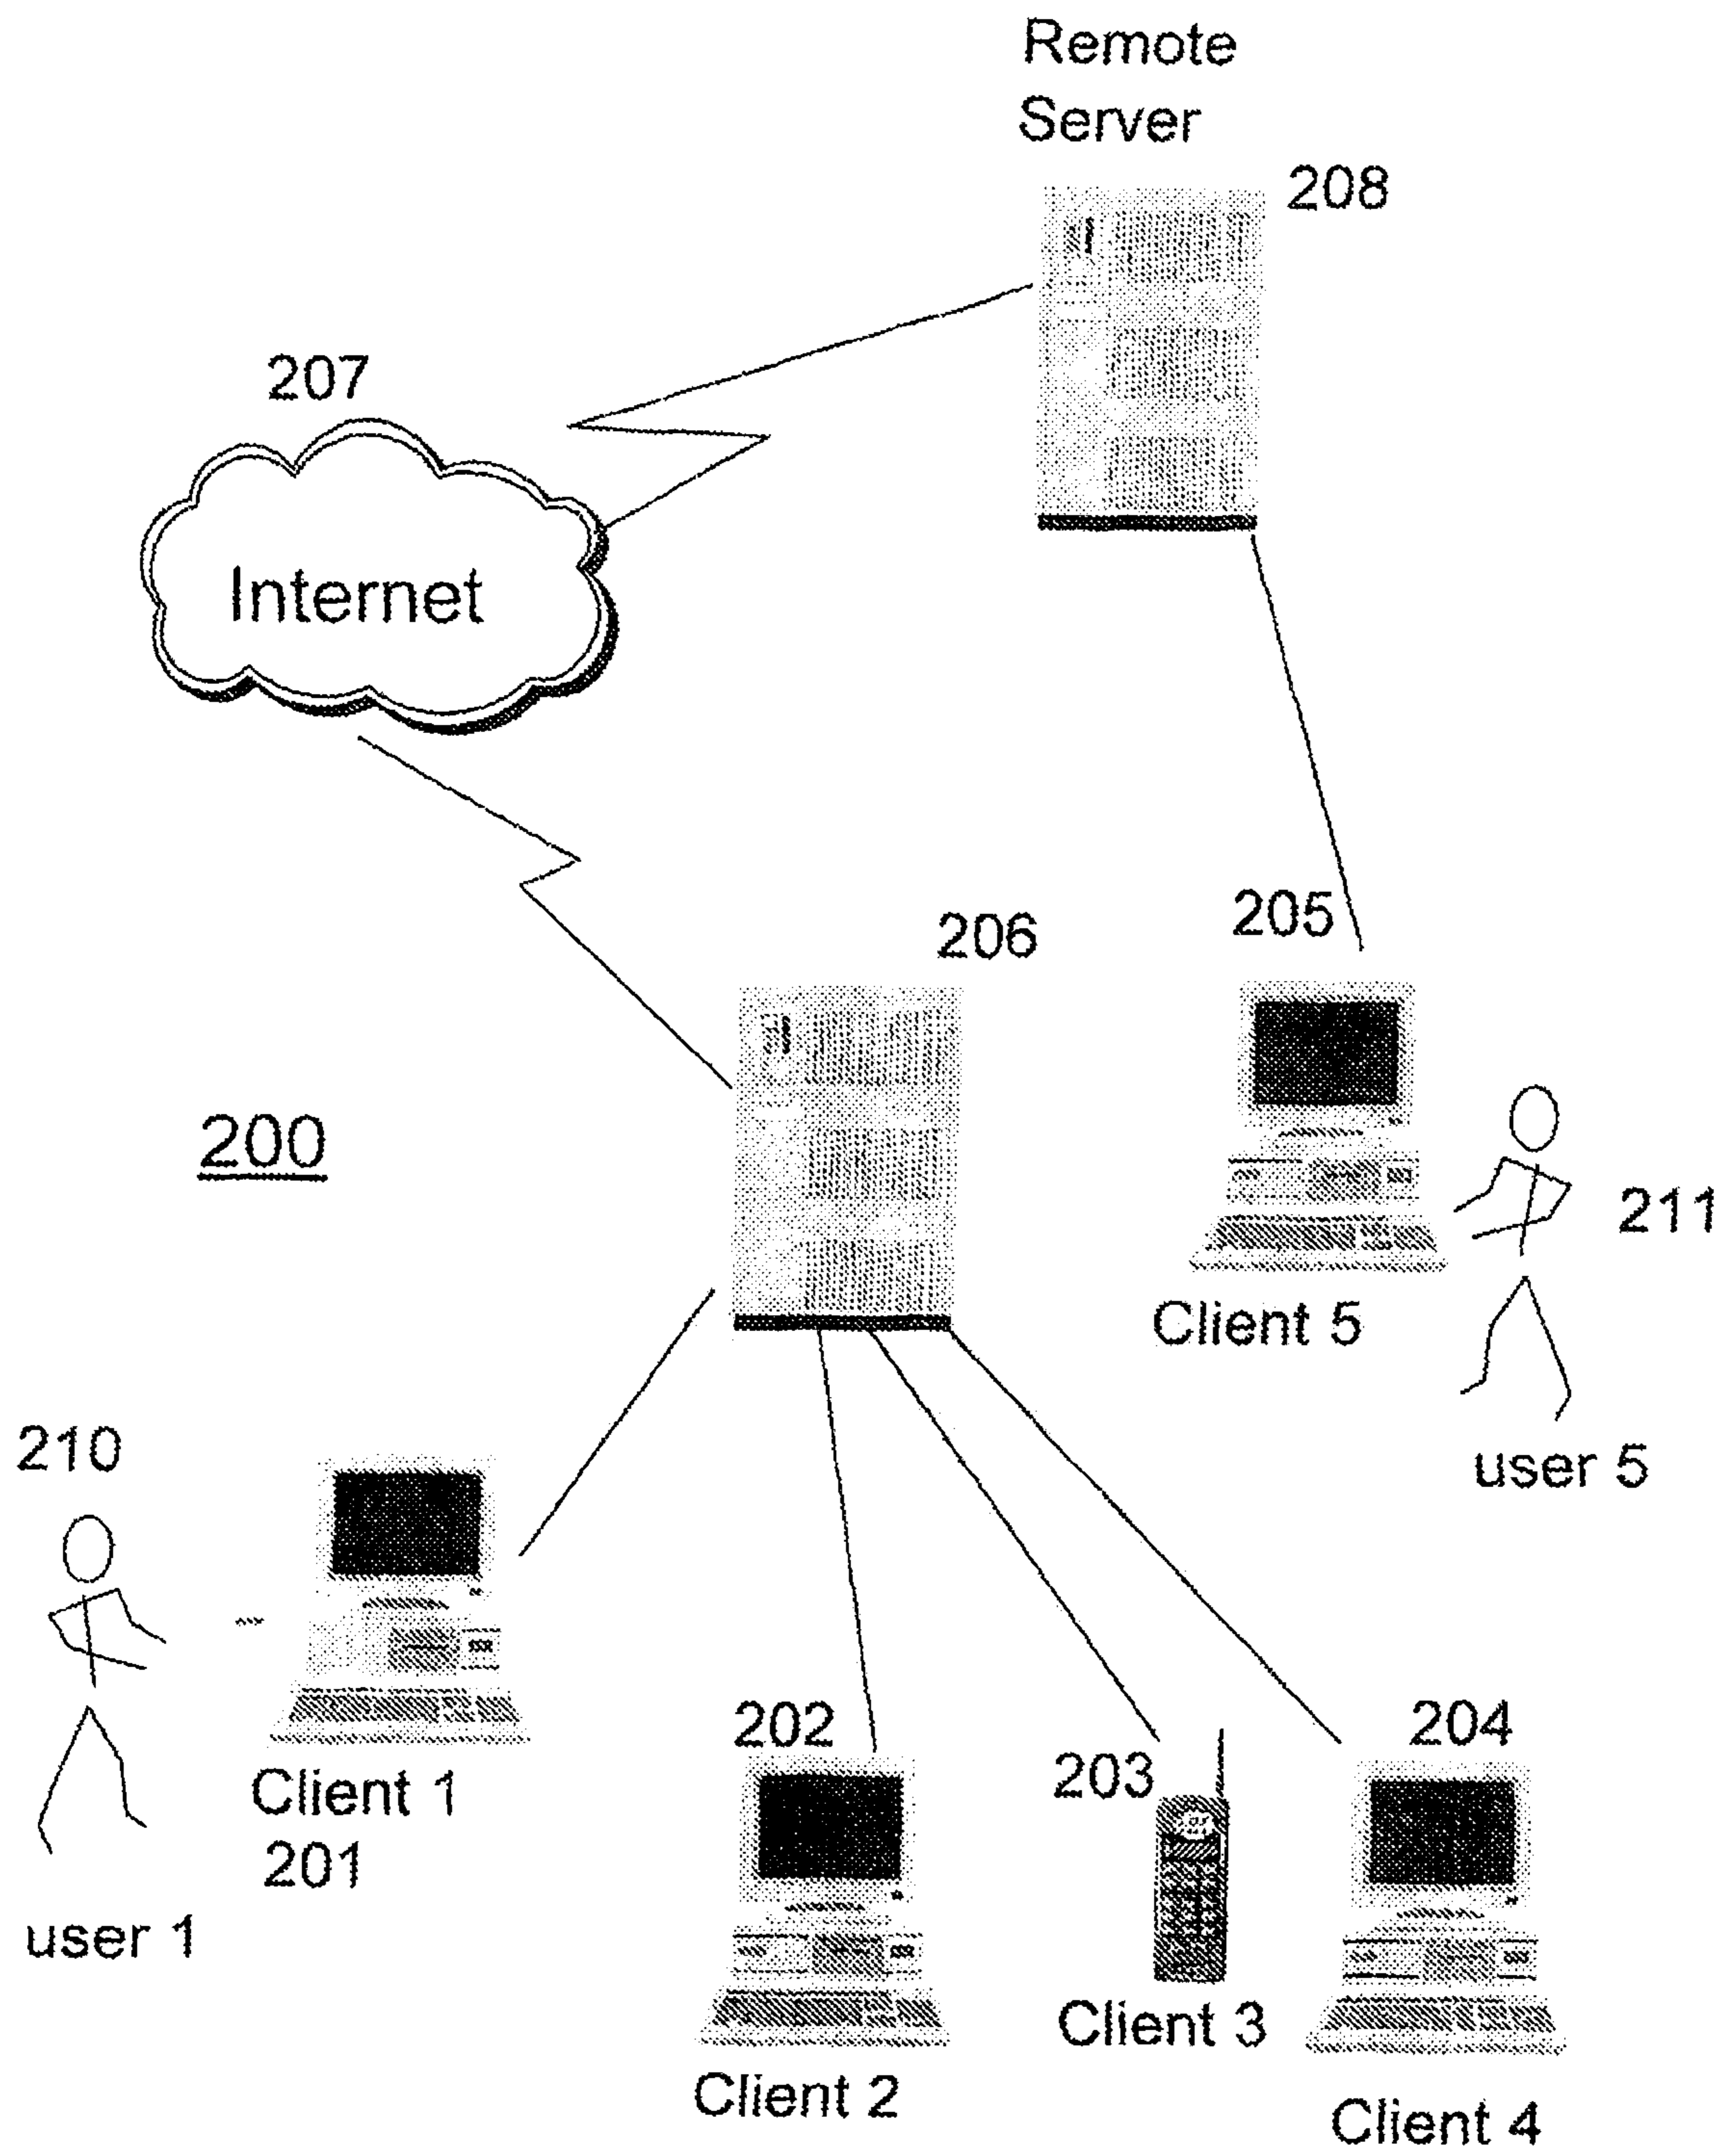 Remote
Server
208
207
Internet
206
205
200
211
Client 5
user 5
210
Client 1
201
user 1
202
203
204
Client 2
Client 3
Client 4